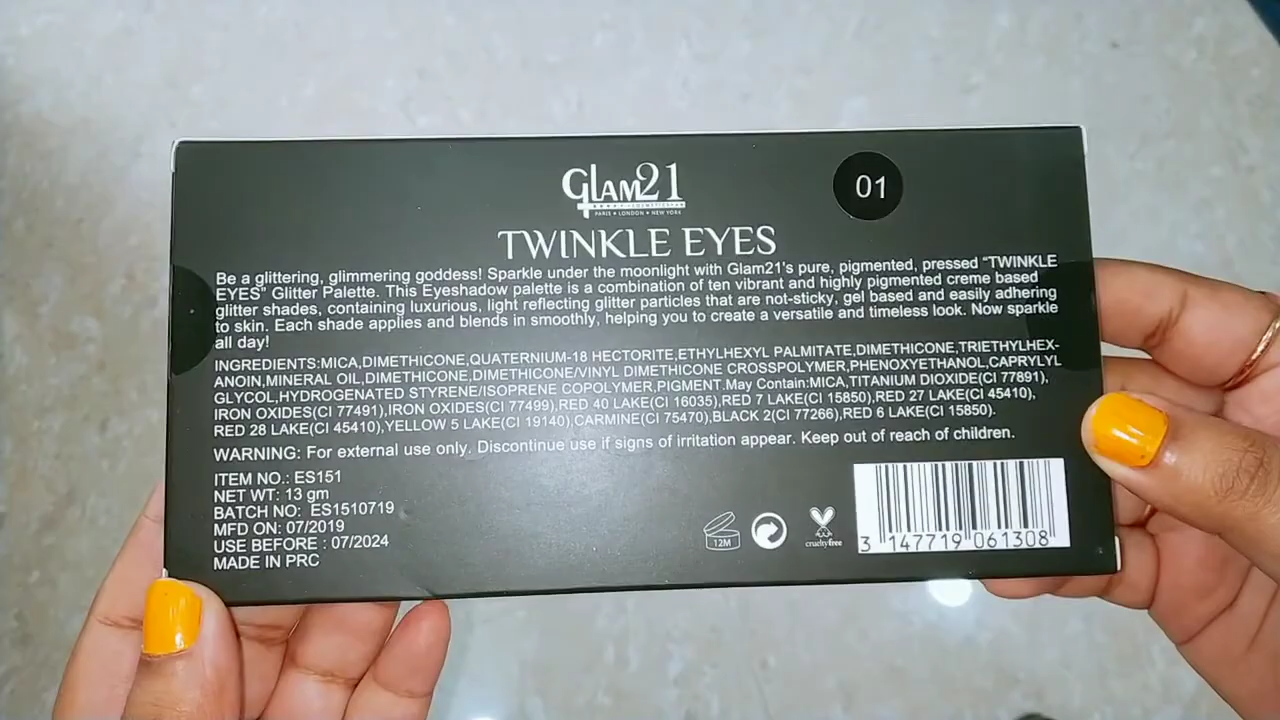 GLAM21
COSMETICS
PARIS • LONDON • NEW YORK
01
TWINKLE EYES
Be a glittering, glimmering goddess! Sparkle under the moonlight with Glam21's pure, pigmented, pressed “TWINKLE
EYES” Glitter Palette. This Eyeshadow palette is a combination of ten vibrant and highly pigmented creme based
glitter shades, containing luxurious, light reflecting glitter particles that are not-sticky, gel based and easily adhering
to skin. Each shade applies and blends in smoothly, helping you to create a versatile and timeless look. Now sparkle
all day!
INGREDIENTS:MICA,DIMETHICONE,QUATERNIUM-18 HECTORITE,ETHYLHEXYL PALMITATE,DIMETHICONE,TRIETHYLHEX-
ANOIN,MINERAL OIL,DIMETHICONE,DIMETHICONE/VINYL DIMETHICONE CROSSPOLYMER,PHENOXYETHANOL,CAPRYLYL
GLYCOL,HYDROGENATED STYRENE/ISOPRENE COPOLYMER,PIGMENT.May Contain:MICA,TITANIUM DIOXIDE(CI 77891),
IRON OXIDES(CI 77491),IRON OXIDES(CI 77499),RED 40 LAKE(CI 16035),RED 7 LAKE(CI 15850),RED 27 LAKE(CI 45410),
RED 28 LAKE(CI 45410),YELLOW 5 LAKE(CI 19140),CARMINE(CI 75470),BLACK 2(CI 77266),RED 6 LAKE(CI 15850).
WARNING: For external use only. Discontinue use if signs of irritation appear. Keep out of reach of children.
ITEM NO.: ES151
NET WT: 13 gm
BATCH NO: ES1510719
MFD ON: 07/2019
USE BEFORE : 07/2024
MADE IN PRC
12M
crueltyfree
3 147719 061308